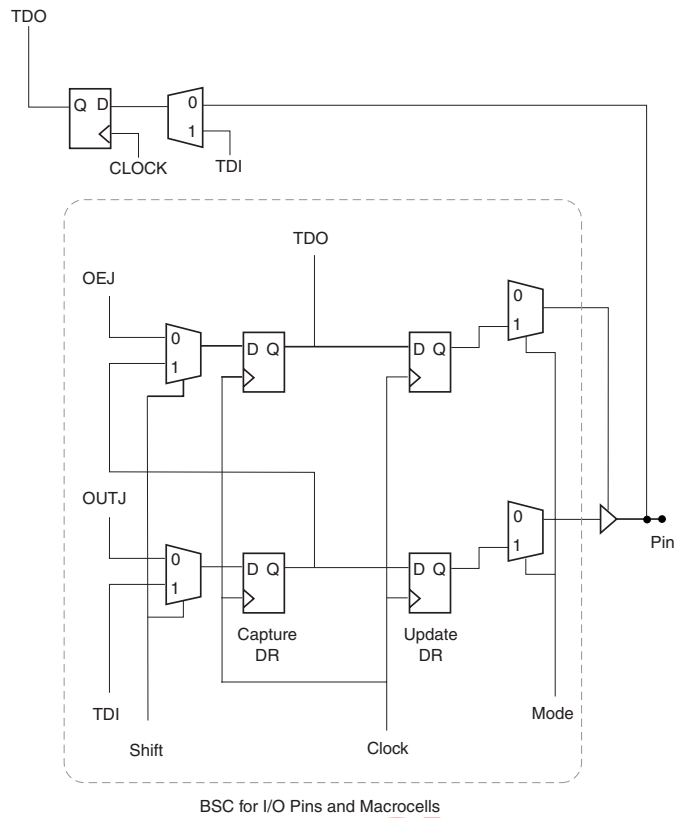 TDO
Q D
0
1
CLOCK
TDI
TDO
OEJ
0
1
D Q
D Q
0
1
OUTJ
0
1
D Q
D Q
0
1
Pin
Capture
DR
Update
DR
TDI
Mode
Shift
Clock
BSC for I/O Pins and Macrocells